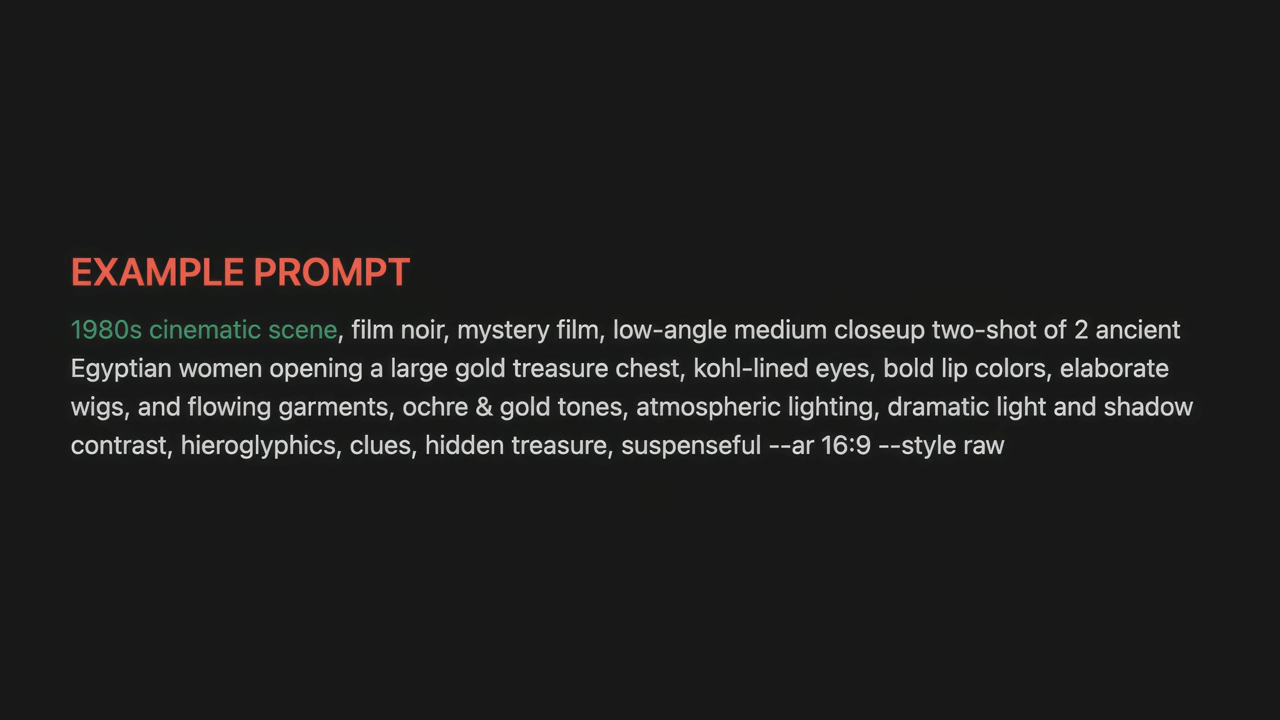 EXAMPLE PROMPT
1980s cinematic scene, film noir, mystery film, low-angle medium closeup two-shot of 2 ancient
Egyptian women opening a large gold treasure chest, kohl-lined eyes, bold lip colors, elaborate
wigs, and flowing garments, ochre & gold tones, atmospheric lighting, dramatic light and shadow
contrast, hieroglyphics, clues, hidden treasure, suspenseful --ar 16:9 --style raw